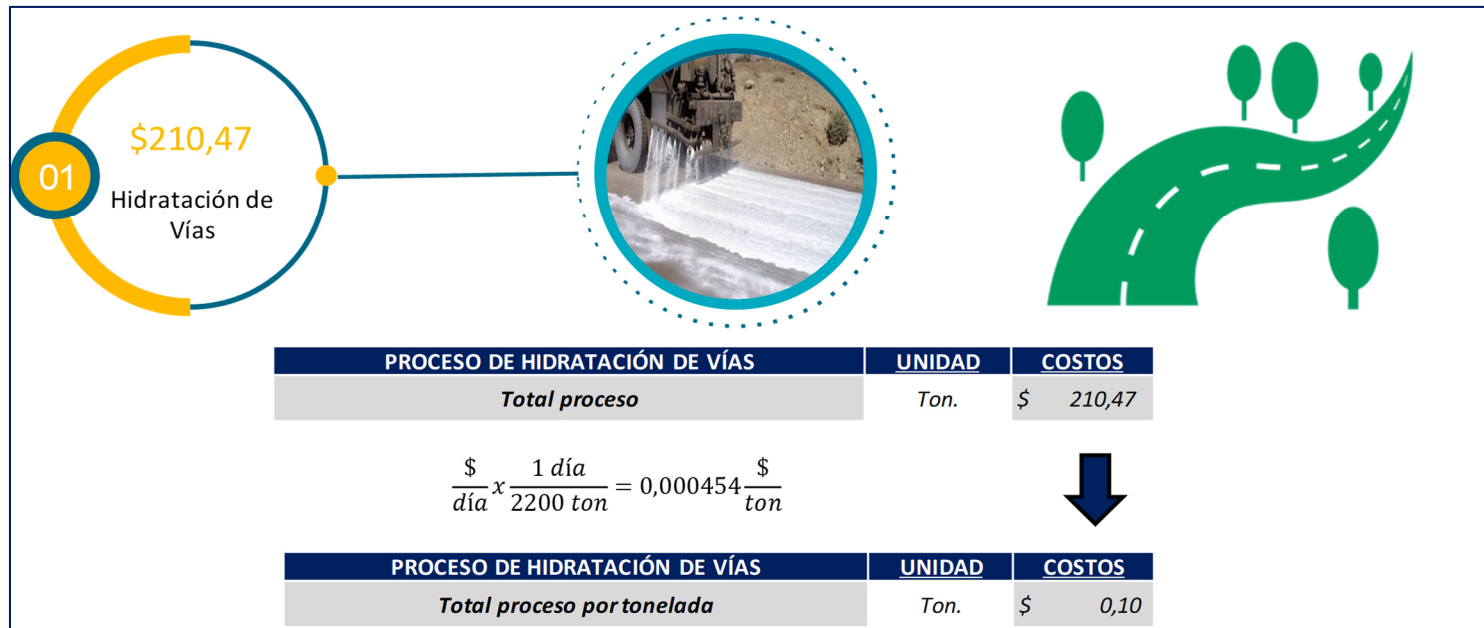 $210,47
01
Hidratación de
Vías
PROCESO DE HIDRATACIÓN DE VÍAS UNIDAD COSTOS
Total proceso Ton. $ 210,47
$/día x 1 día/2200 ton = 0,000454 $/ton
PROCESO DE HIDRATACIÓN DE VÍAS UNIDAD COSTOS
Total proceso por tonelada Ton. $ 0,10